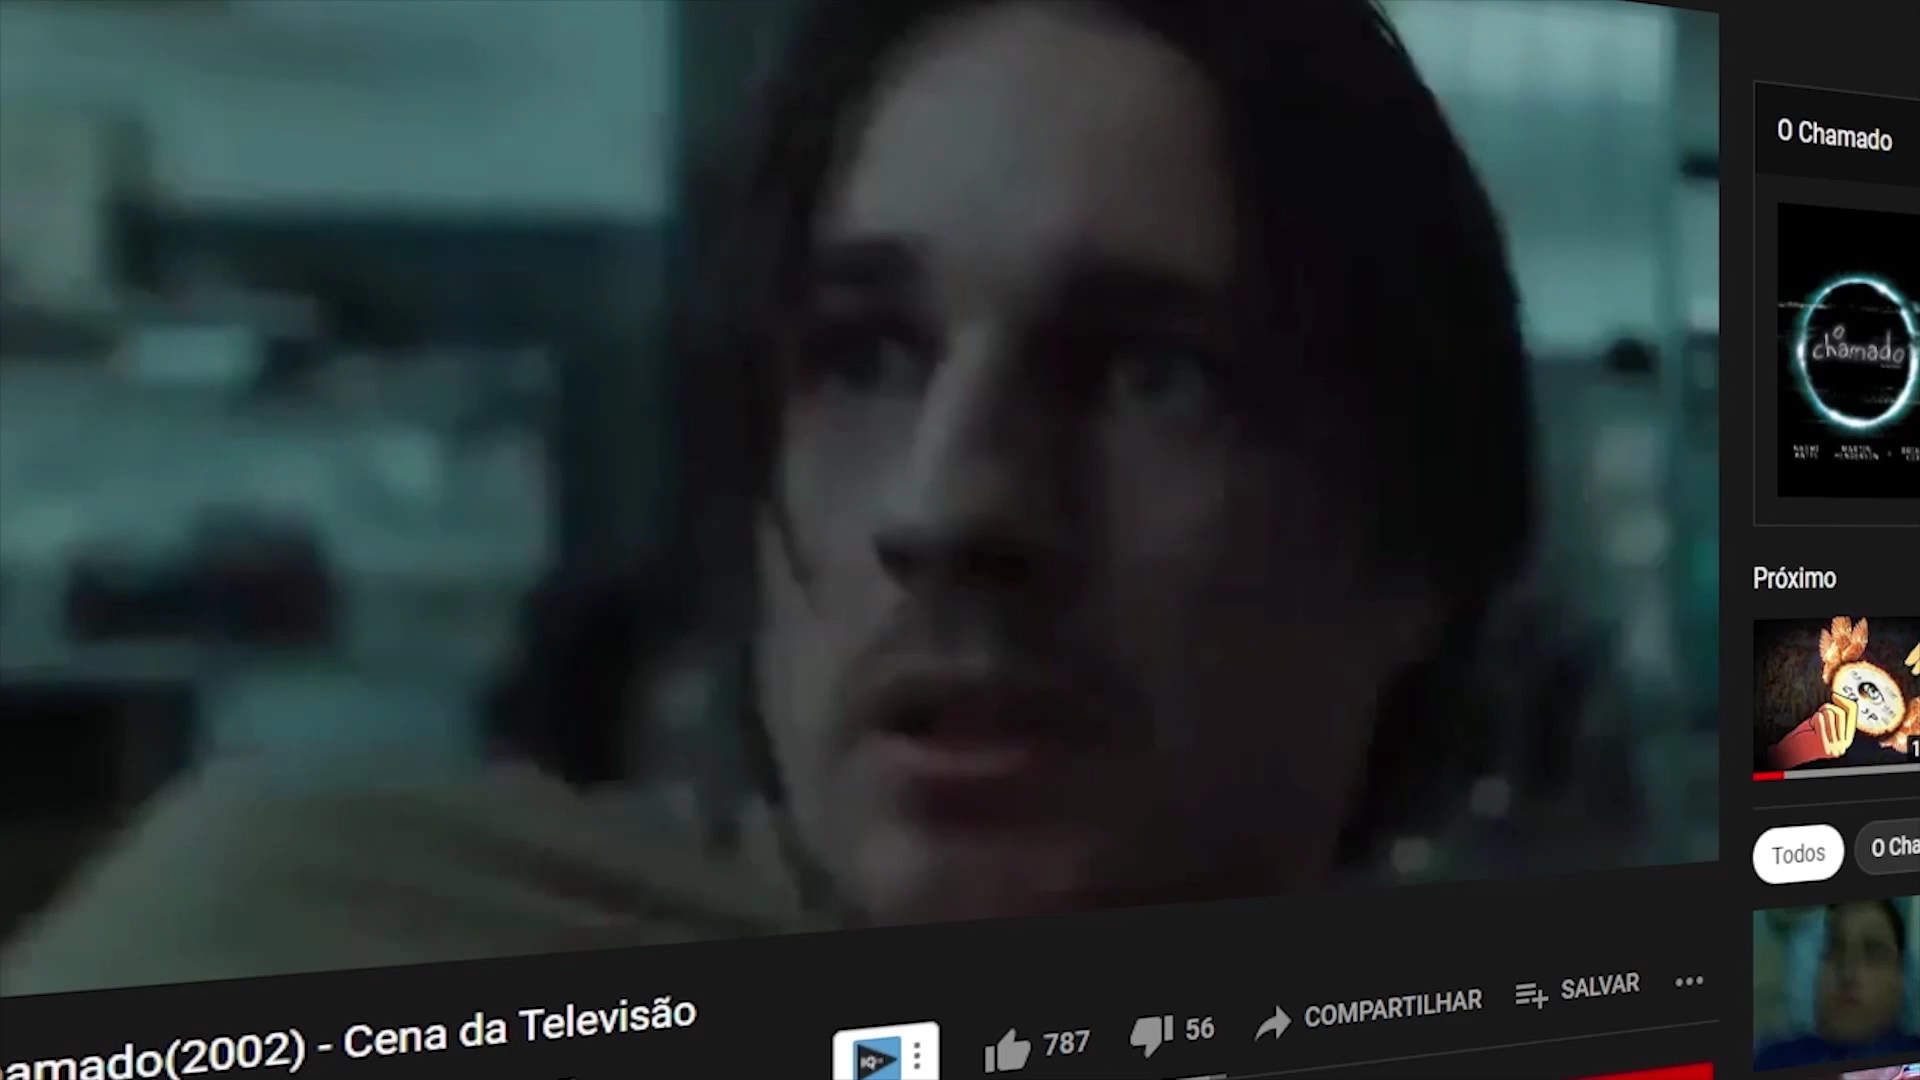 O Chamado
o
chamado
Próximo
Todos
O Cha
amado(2002) - Cena da Televisão
787
56
COMPARTILHAR
SALVAR